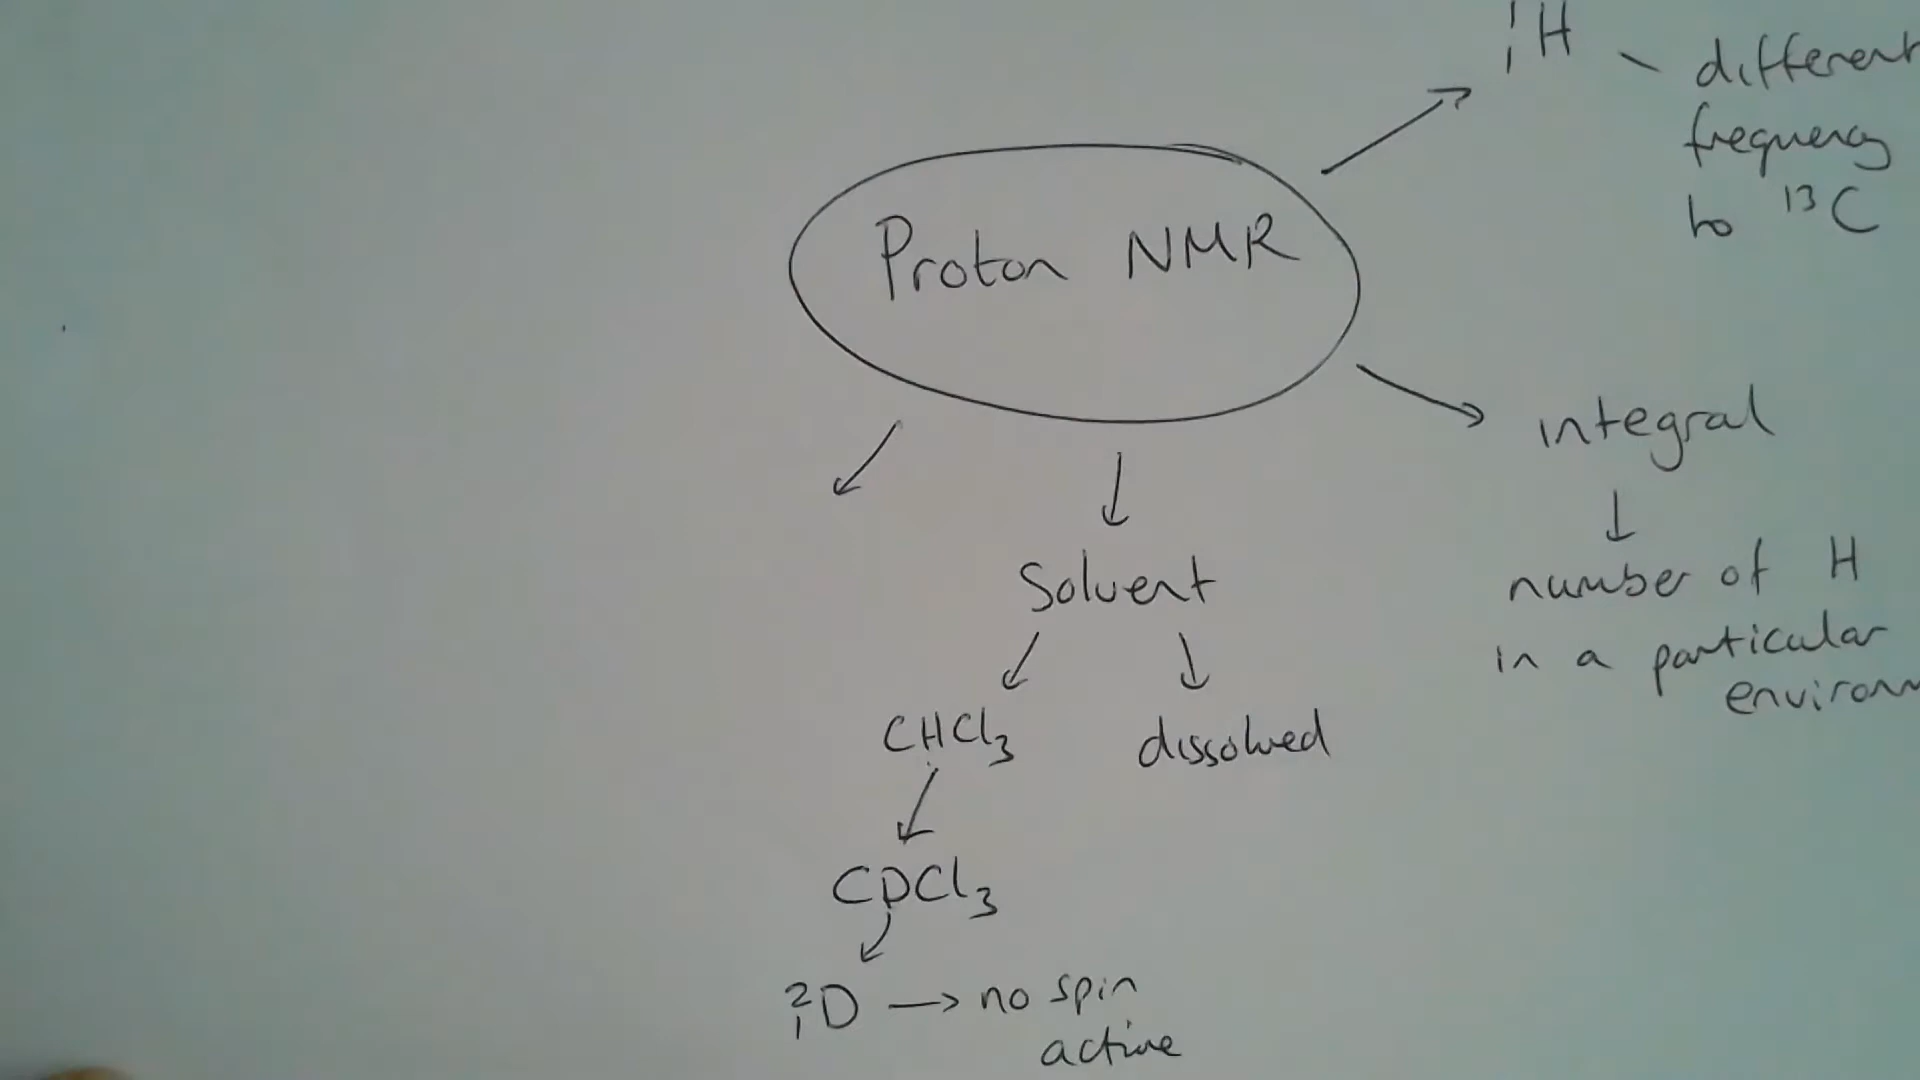 Proton NMR
¹₁H - different
frequency
to ¹³C
integral
number of H
in a particular
environm
Solvent
CHCl₃
dissolved
CDCl₃
²₁D → no spin
active